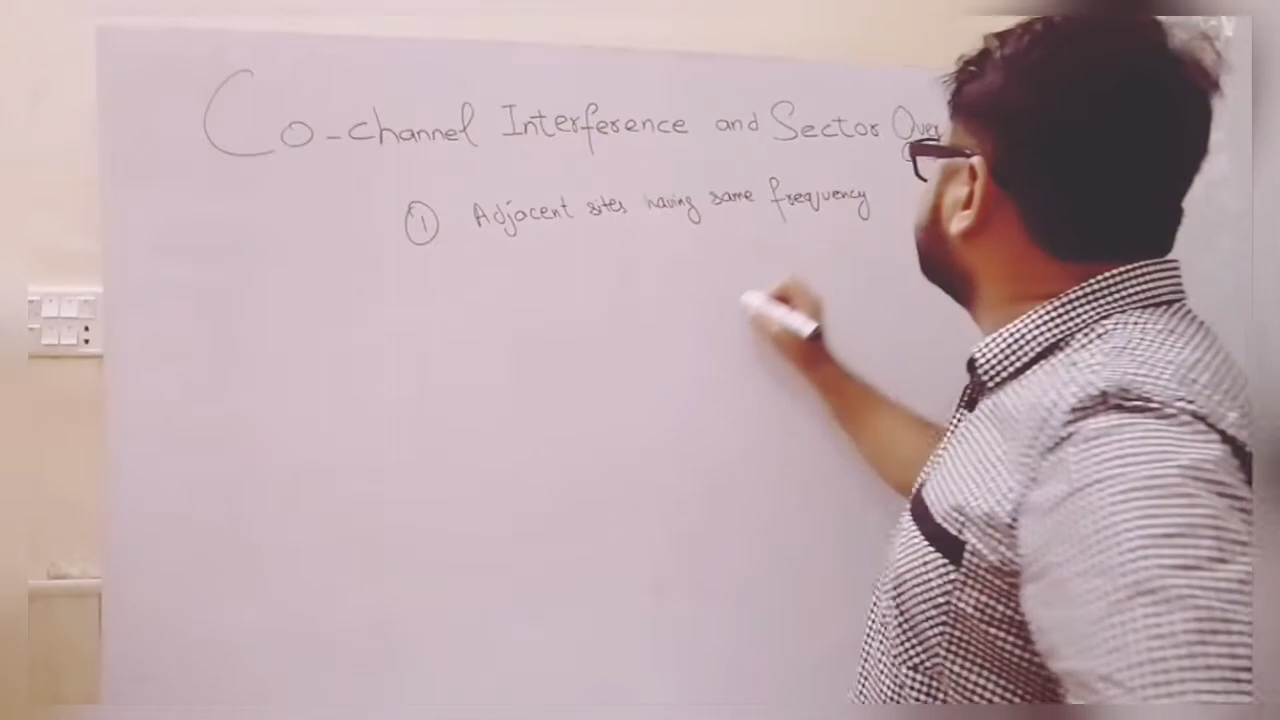 Co-channel Interference and Sector Over
① Adjacent sites having same frequency